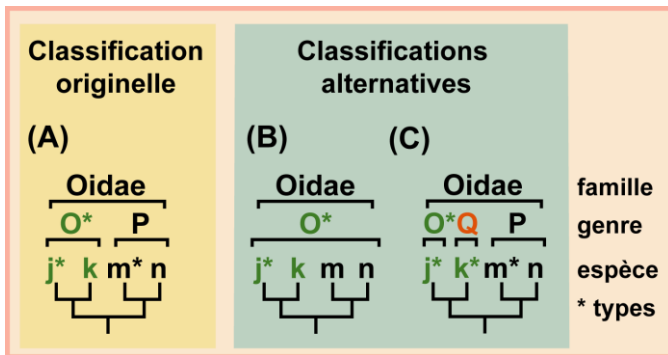 Classification
originelle
Classifications
alternatives
(A)
(B)
(C)
Oidae
Oidae
Oidae
famille
O* P
O*
O* Q P
genre
j* k m* n
j* k m n
j* k* m* n
espèce
* types